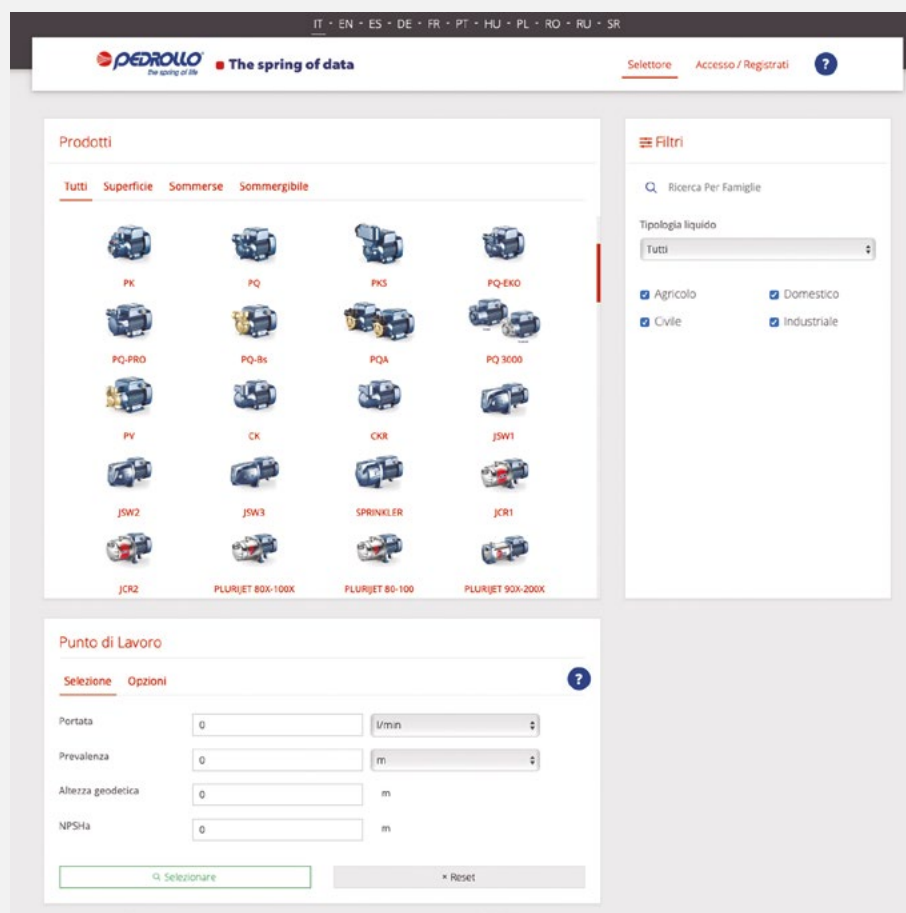 IT - EN - ES - DE - FR - PT - HU - PL - RO - RU - SR
PEDROLLO
the spring of life
The spring of data
Selettore Accesso / Registrati ?
Prodotti
Tutti Superficie Sommerse Sommergibile
PK PQ PKS PQ-EKO
PQ-PRO PQ-Bs PQA PQ 3000
PV CK CKR JSW1
JSW2 JSW3 SPRINKLER JCR1
JCR2 PLURIJET 80X-100X PLURIJET 80-100 PLURIJET 90X-200X
Filtri
Ricerca Per Famiglie
Tipologia liquido
Tutti
Agricolo Domestico
Civile Industriale
Punto di Lavoro
Selezione Opzioni ?
Portata 0 l/min
Prevalenza 0 m
Altezza geodetica 0 m
NPSHa 0 m
Selezionare × Reset